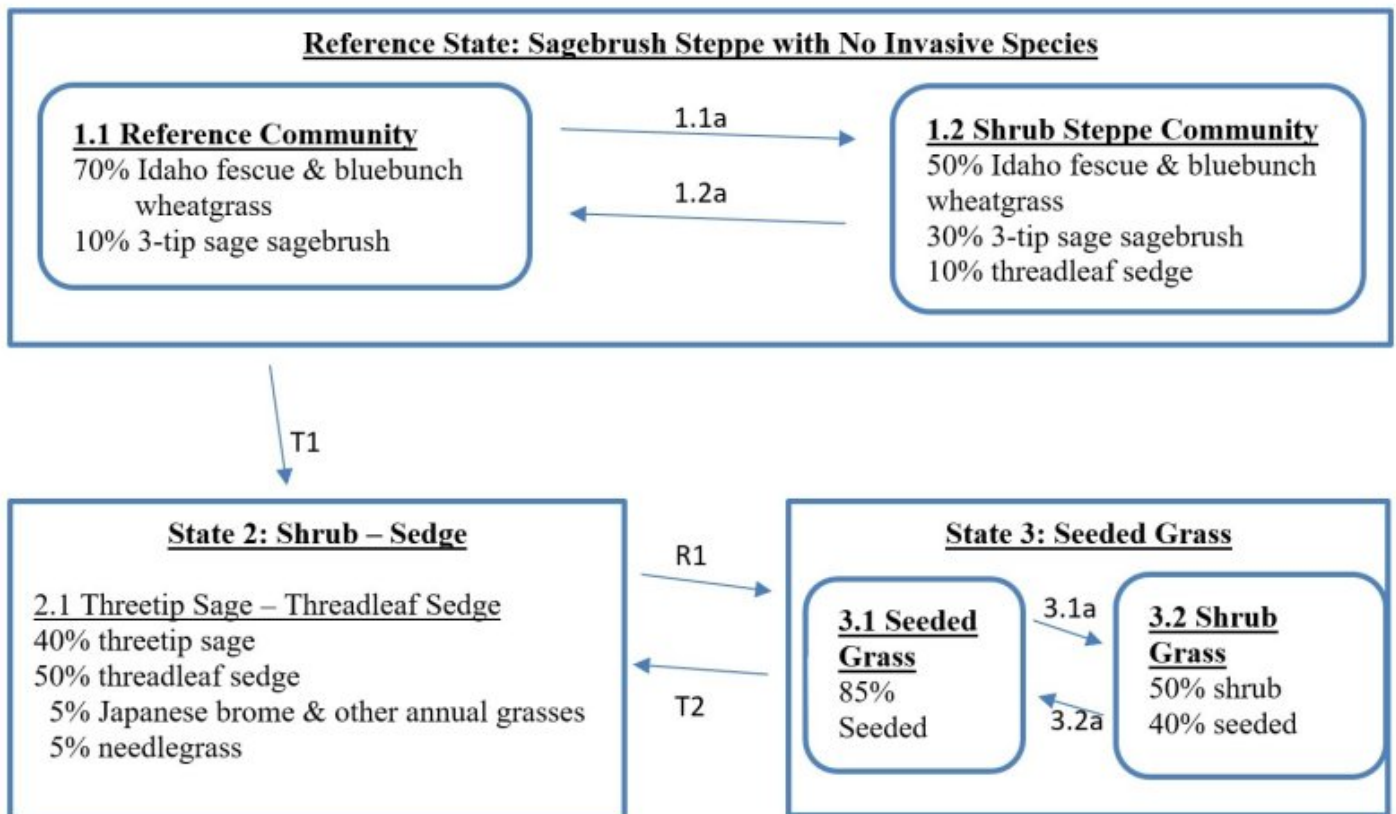 Reference State: Sagebrush Steppe with No Invasive Species
1.1 Reference Community
70% Idaho fescue & bluebunch
wheatgrass
10% 3-tip sage sagebrush
1.1a
1.2a
1.2 Shrub Steppe Community
50% Idaho fescue & bluebunch
wheatgrass
30% 3-tip sage sagebrush
10% threadleaf sedge
T1
State 2: Shrub – Sedge
2.1 Threetip Sage – Threadleaf Sedge
40% threetip sage
50% threadleaf sedge
5% Japanese brome & other annual grasses
5% needlegrass
R1
T2
State 3: Seeded Grass
3.1 Seeded
Grass
85%
Seeded
3.1a
3.2a
3.2 Shrub
Grass
50% shrub
40% seeded